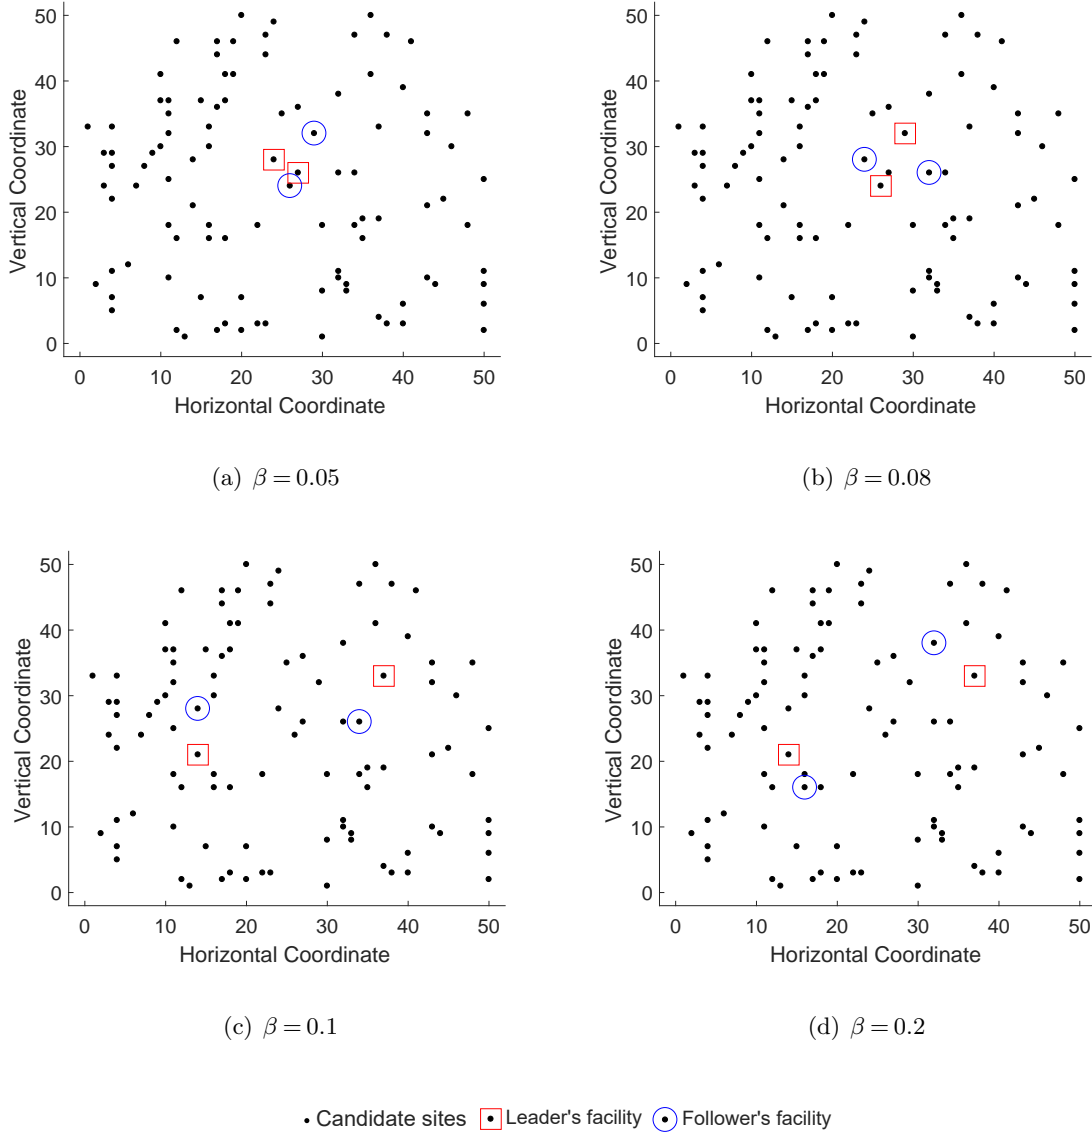 50
40
30
20
10
0
Vertical Coordinate
0 10 20 30 40 50
Horizontal Coordinate
(a) β = 0.05
50
40
30
20
10
0
Vertical Coordinate
0 10 20 30 40 50
Horizontal Coordinate
(b) β = 0.08
50
40
30
20
10
0
Vertical Coordinate
0 10 20 30 40 50
Horizontal Coordinate
(c) β = 0.1
50
40
30
20
10
0
Vertical Coordinate
0 10 20 30 40 50
Horizontal Coordinate
(d) β = 0.2
Candidate sites Leader's facility Follower's facility